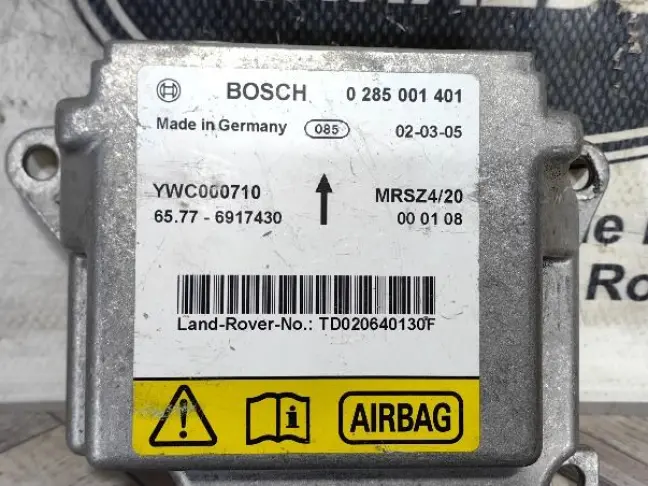 BOSCH 0 285 001 401
Made in Germany 085 02-03-05
YWC000710 MRSZ4/20
65.77 - 6917430 00 01 08
Land-Rover-No.: TD020640130F
AIRBAG
e
Ro